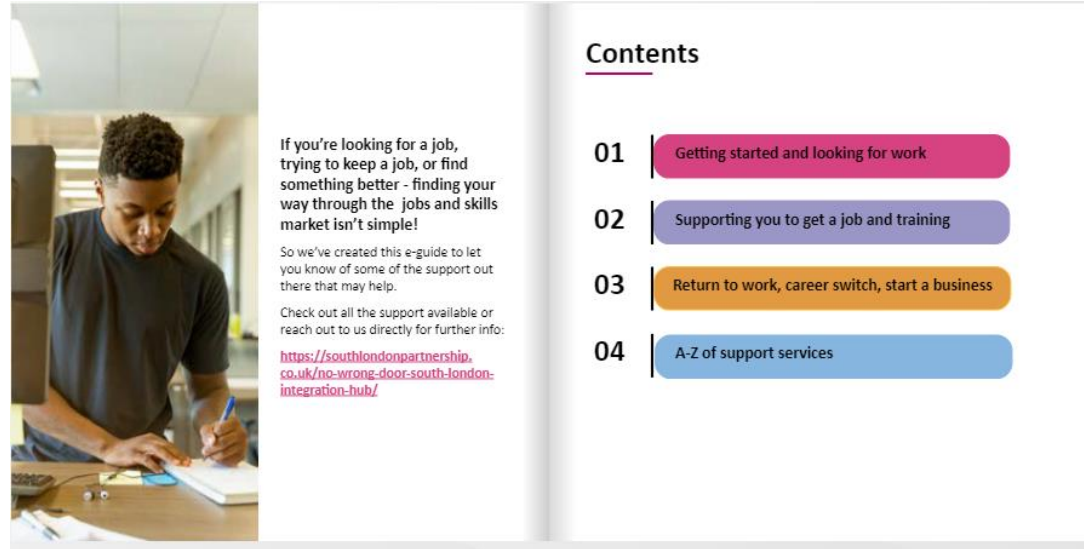 If you're looking for a job,
trying to keep a job, or find
something better - finding your
way through the jobs and skills
market isn't simple!
So we've created this e-guide to let
you know of some of the support out
there that may help.
Check out all the support available or
reach out to us directly for further info:
https://southlondonpartnership.
co.uk/no-wrong-door-south-london-
integration-hub/
Contents
01 Getting started and looking for work
02 Supporting you to get a job and training
03 Return to work, career switch, start a business
04 A-Z of support services